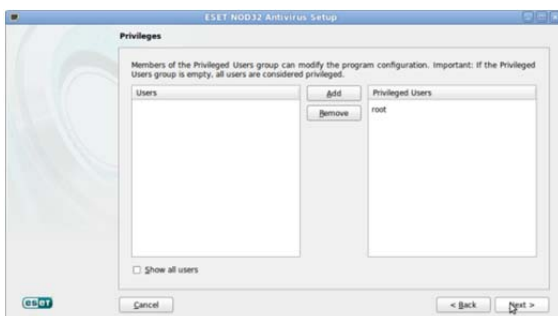 ESET NOD32 Antivirus Setup
Privileges
Members of the Privileged Users group can modify the program configuration. Important: If the Privileged
Users group is empty, all users are considered privileged.
Users
Add
Privileged Users
Remove
root
Show all users
eset
Cancel
< Back
Next >